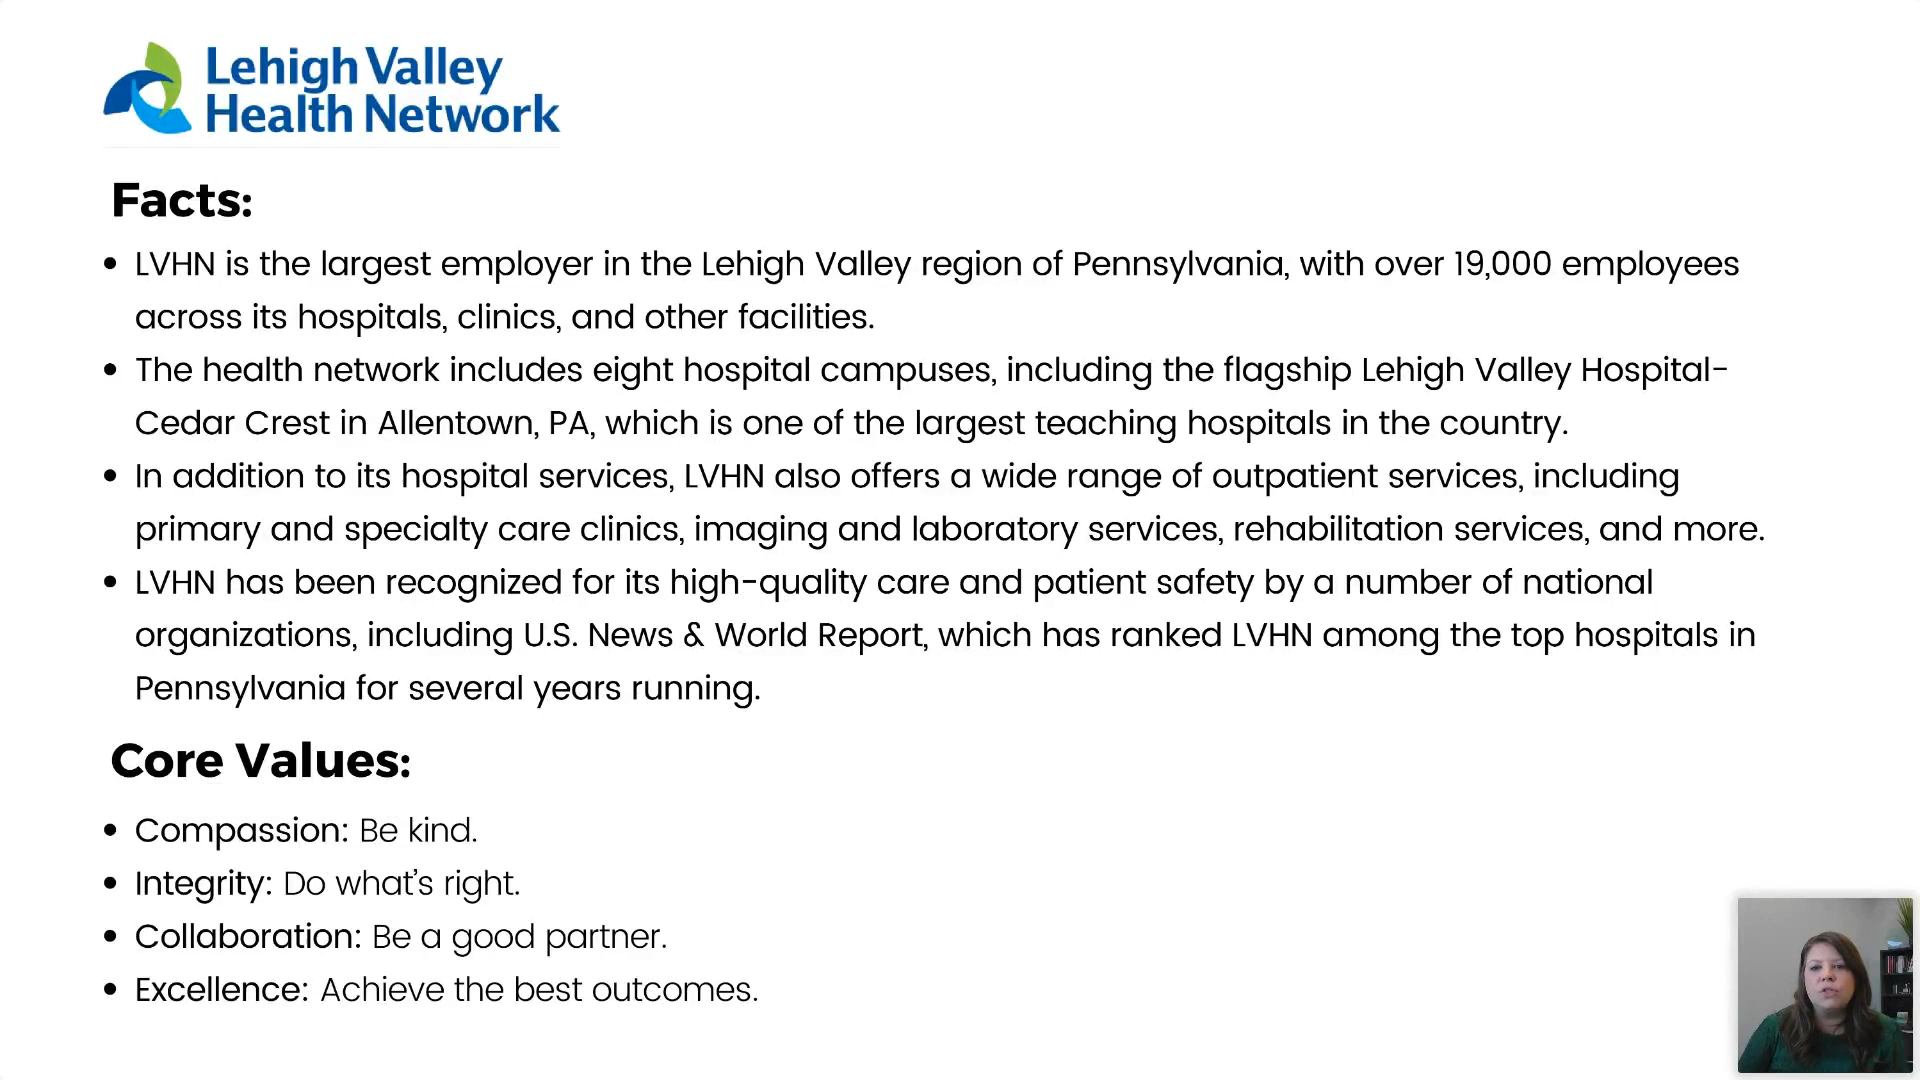 Lehigh Valley
Health Network
Facts:
• LVHN is the largest employer in the Lehigh Valley region of Pennsylvania, with over 19,000 employees
across its hospitals, clinics, and other facilities.
• The health network includes eight hospital campuses, including the flagship Lehigh Valley Hospital-
Cedar Crest in Allentown, PA, which is one of the largest teaching hospitals in the country.
• In addition to its hospital services, LVHN also offers a wide range of outpatient services, including
primary and specialty care clinics, imaging and laboratory services, rehabilitation services, and more.
• LVHN has been recognized for its high-quality care and patient safety by a number of national
organizations, including U.S. News & World Report, which has ranked LVHN among the top hospitals in
Pennsylvania for several years running.
Core Values:
• Compassion: Be kind.
• Integrity: Do what’s right.
• Collaboration: Be a good partner.
• Excellence: Achieve the best outcomes.